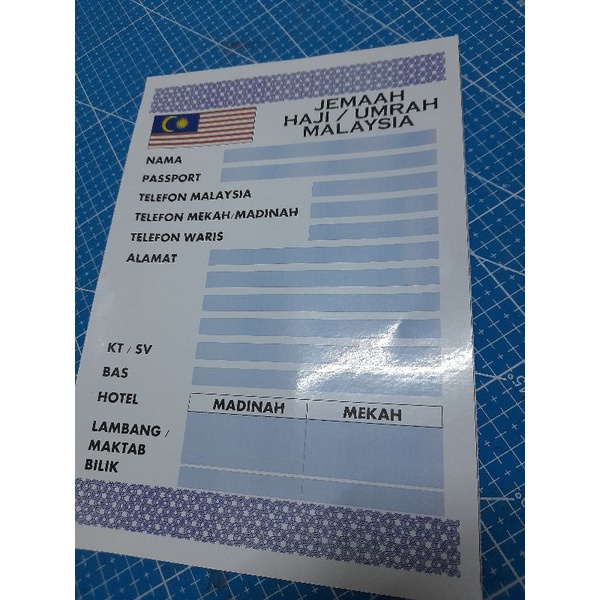 JEMAAH
HAJI / UMRAH
MALAYSIA
NAMA
PASSPORT
TELEFON MALAYSIA
TELEFON MEKAH/MADINAH
TELEFON WARIS
ALAMAT
KT / SV
BAS
HOTEL
MADINAH MEKAH
LAMBANG /
MAKTAB
BILIK